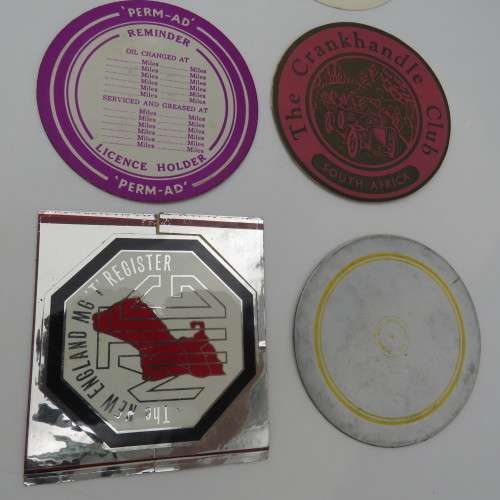 'PERM-AD'
REMINDER
OIL CHANGED AT
Miles Miles
Miles Miles
Miles Miles
Miles Miles
Miles Miles
SERVICED AND GREASED AT
Miles Miles
Miles Miles
Miles Miles
Miles Miles
Miles Miles
LICENCE HOLDER
'PERM-AD'
The Crankhandle Club
SOUTH AFRICA
The NEW ENGLAND MG 'T' REGISTER